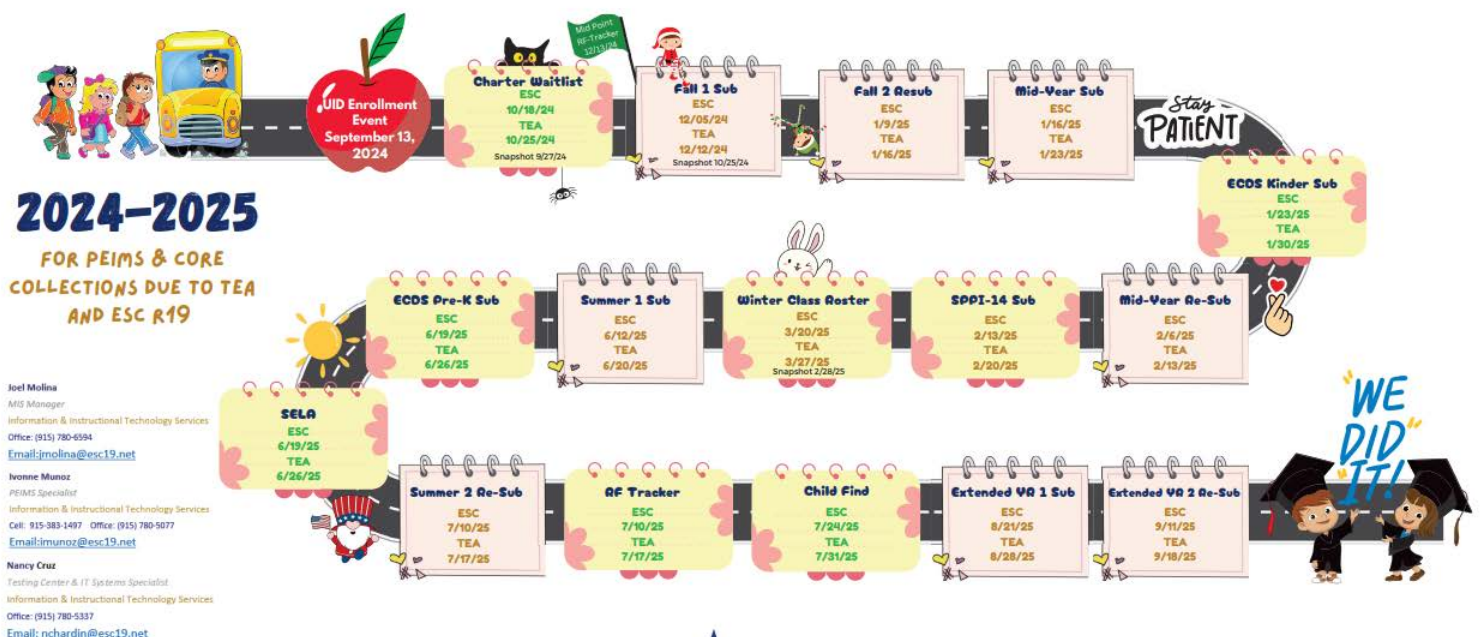 Mid Point
RF-Tracker
12/13/24
UID Enrollment
Event
September 13,
2024
Charter Waitlist
ESC
10/18/24
TEA
10/25/24
Snapshot 9/27/24
Fall 1 Sub
ESC
12/05/24
TEA
12/12/24
Snapshot 10/25/24
Fall 2 Resub
ESC
1/9/25
TEA
1/16/25
Mid-Year Sub
ESC
1/16/25
TEA
1/23/25
Stay
PATIENT
ECDS Kinder Sub
ESC
1/23/25
TEA
1/30/25
2024-2025
FOR PEIMS & CORE
COLLECTIONS DUE TO TEA
AND ESC R19
Mid-Year Re-Sub
ESC
2/6/25
TEA
2/13/25
SPPI-14 Sub
ESC
2/13/25
TEA
2/20/25
Winter Class Roster
ESC
3/20/25
TEA
3/27/25
Snapshot 2/28/25
Summer 1 Sub
ESC
6/12/25
TEA
6/20/25
ECDS Pre-K Sub
ESC
6/19/25
TEA
6/26/25
SELA
ESC
6/19/25
TEA
6/26/25
Summer 2 Re-Sub
ESC
7/10/25
TEA
7/17/25
RF Tracker
ESC
7/10/25
TEA
7/17/25
Child Find
ESC
7/24/25
TEA
7/31/25
Extended YR 1 Sub
ESC
8/21/25
TEA
8/28/25
Extended YR 2 Re-Sub
ESC
9/11/25
TEA
9/18/25
"WE
DID"
IT!
Joel Molina
MIS Manager
Information & Instructional Technology Services
Office: (915) 780-6594
Email:jmolina@esc19.net
Ivonne Munoz
PEIMS Specialist
Information & Instructional Technology Services
Cell: 915-383-1497 Office: (915) 780-5077
Email:imunoz@esc19.net
Nancy Cruz
Testing Center & IT Systems Specialist
Information & Instructional Technology Services
Office: (915) 780-5337
Email: nchardin@esc19.net